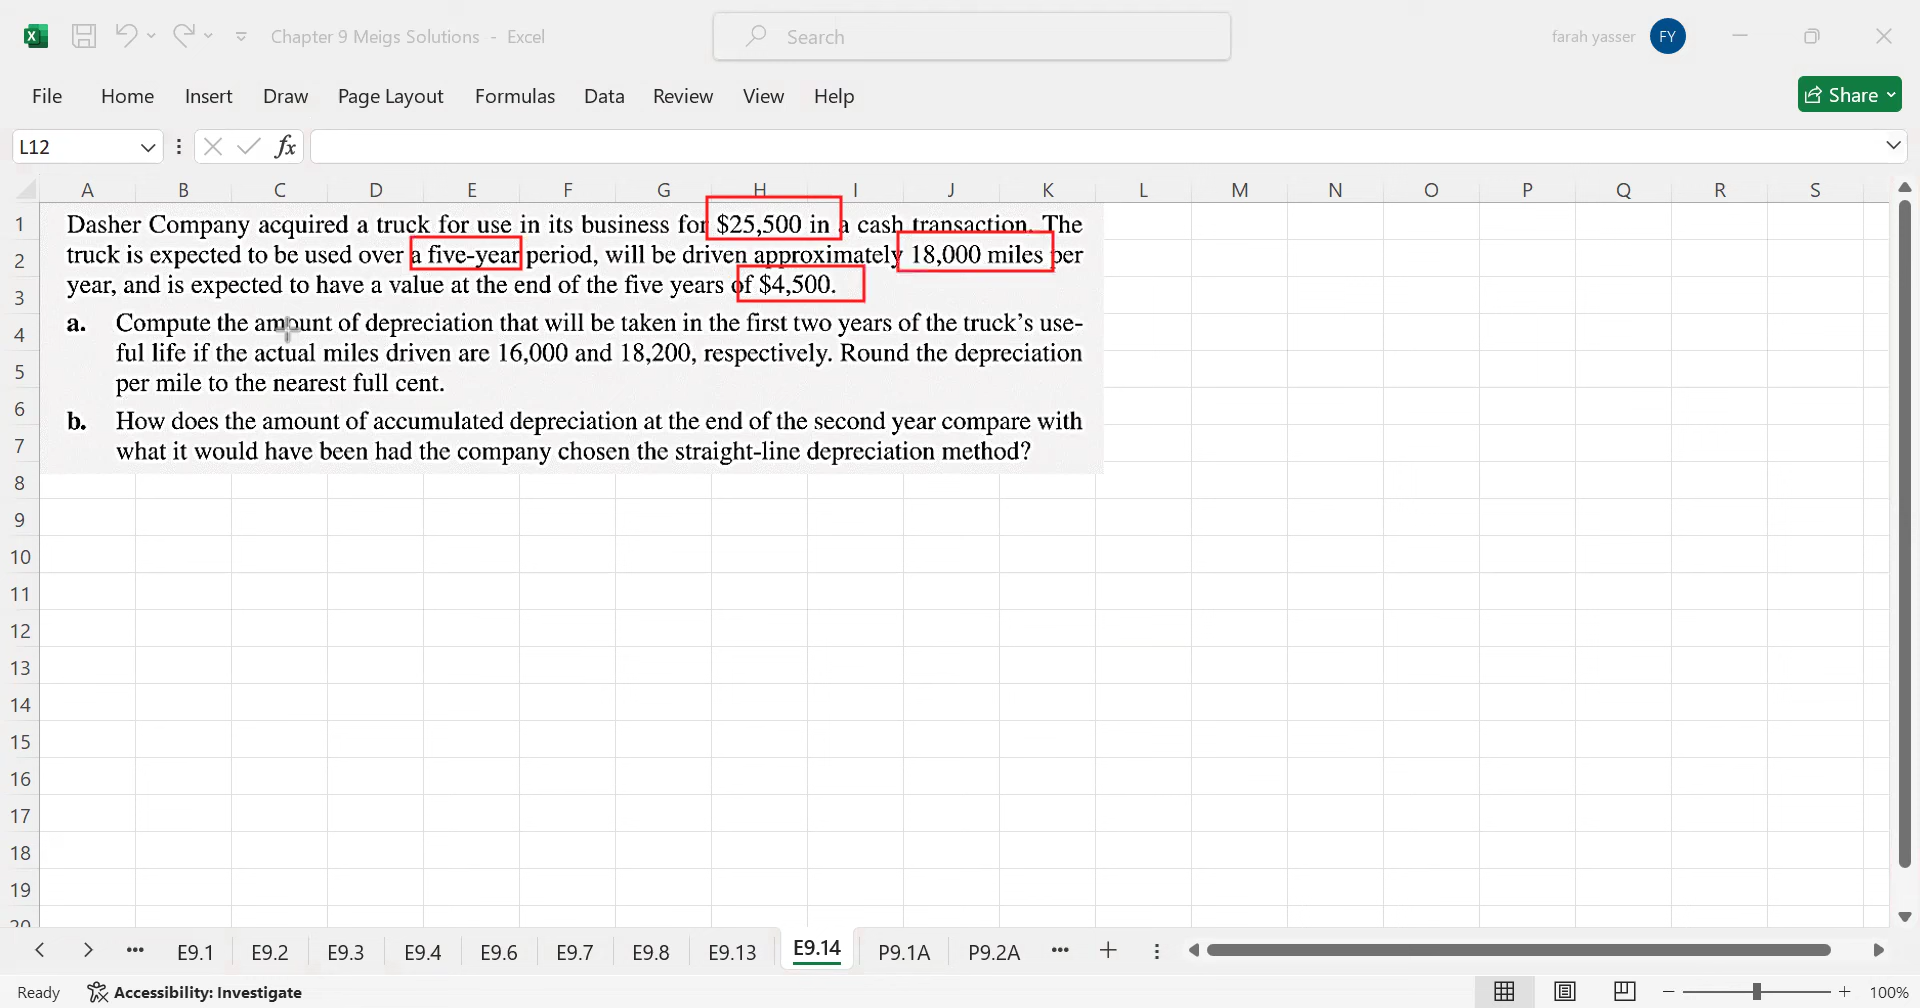 Chapter 9 Meigs Solutions - Excel
Search
farah yasser
FY
File Home Insert Draw Page Layout Formulas Data Review View Help
Share
L12
fx
A B C D E F G H I J K L M N O P Q R S
1
2
3
4
5
6
7
8
9
10
11
12
13
14
15
16
17
18
19
20
Dasher Company acquired a truck for use in its business for $25,500 in a cash transaction. The
truck is expected to be used over a five-year period, will be driven approximately 18,000 miles per
year, and is expected to have a value at the end of the five years of $4,500.
a. Compute the amount of depreciation that will be taken in the first two years of the truck's use-
ful life if the actual miles driven are 16,000 and 18,200, respectively. Round the depreciation
per mile to the nearest full cent.
b. How does the amount of accumulated depreciation at the end of the second year compare with
what it would have been had the company chosen the straight-line depreciation method?
... E9.1 E9.2 E9.3 E9.4 E9.6 E9.7 E9.8 E9.13 E9.14 P9.1A P9.2A ...
Ready Accessibility: Investigate
100%